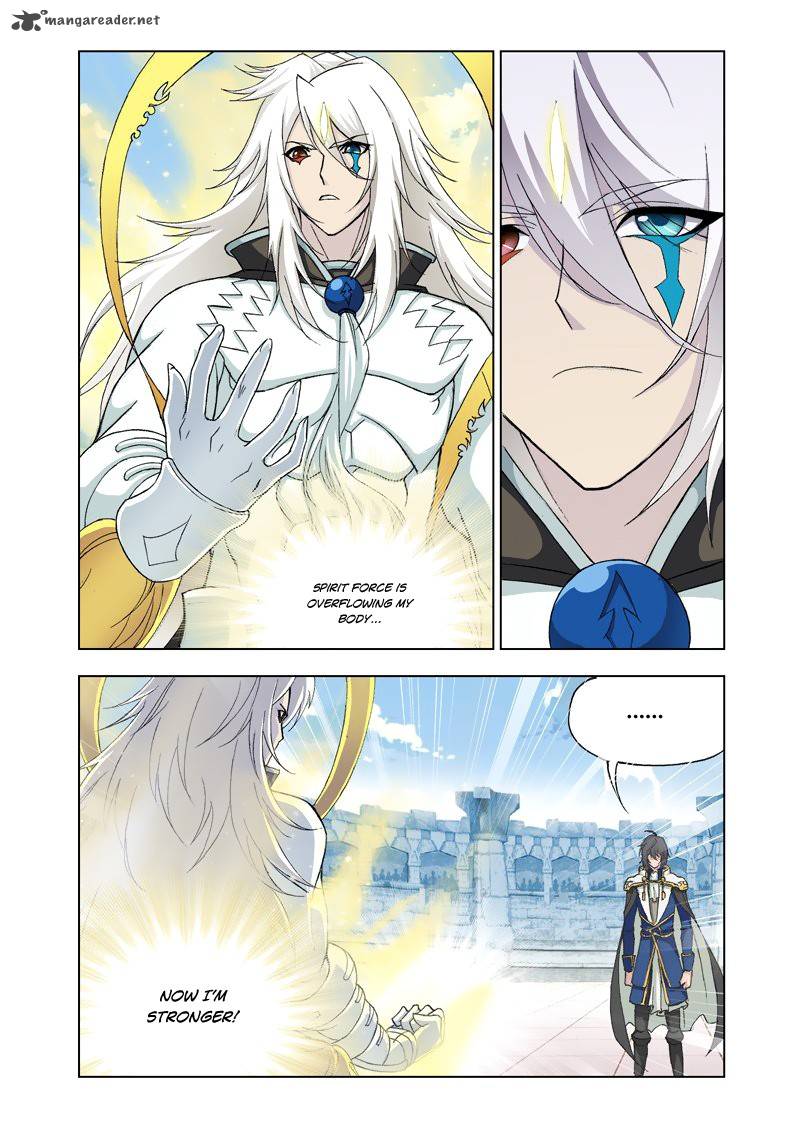 mangareader.net
SPIRIT FORCE IS
OVERFLOWING MY
BODY...
......
NOW I'M
STRONGER!